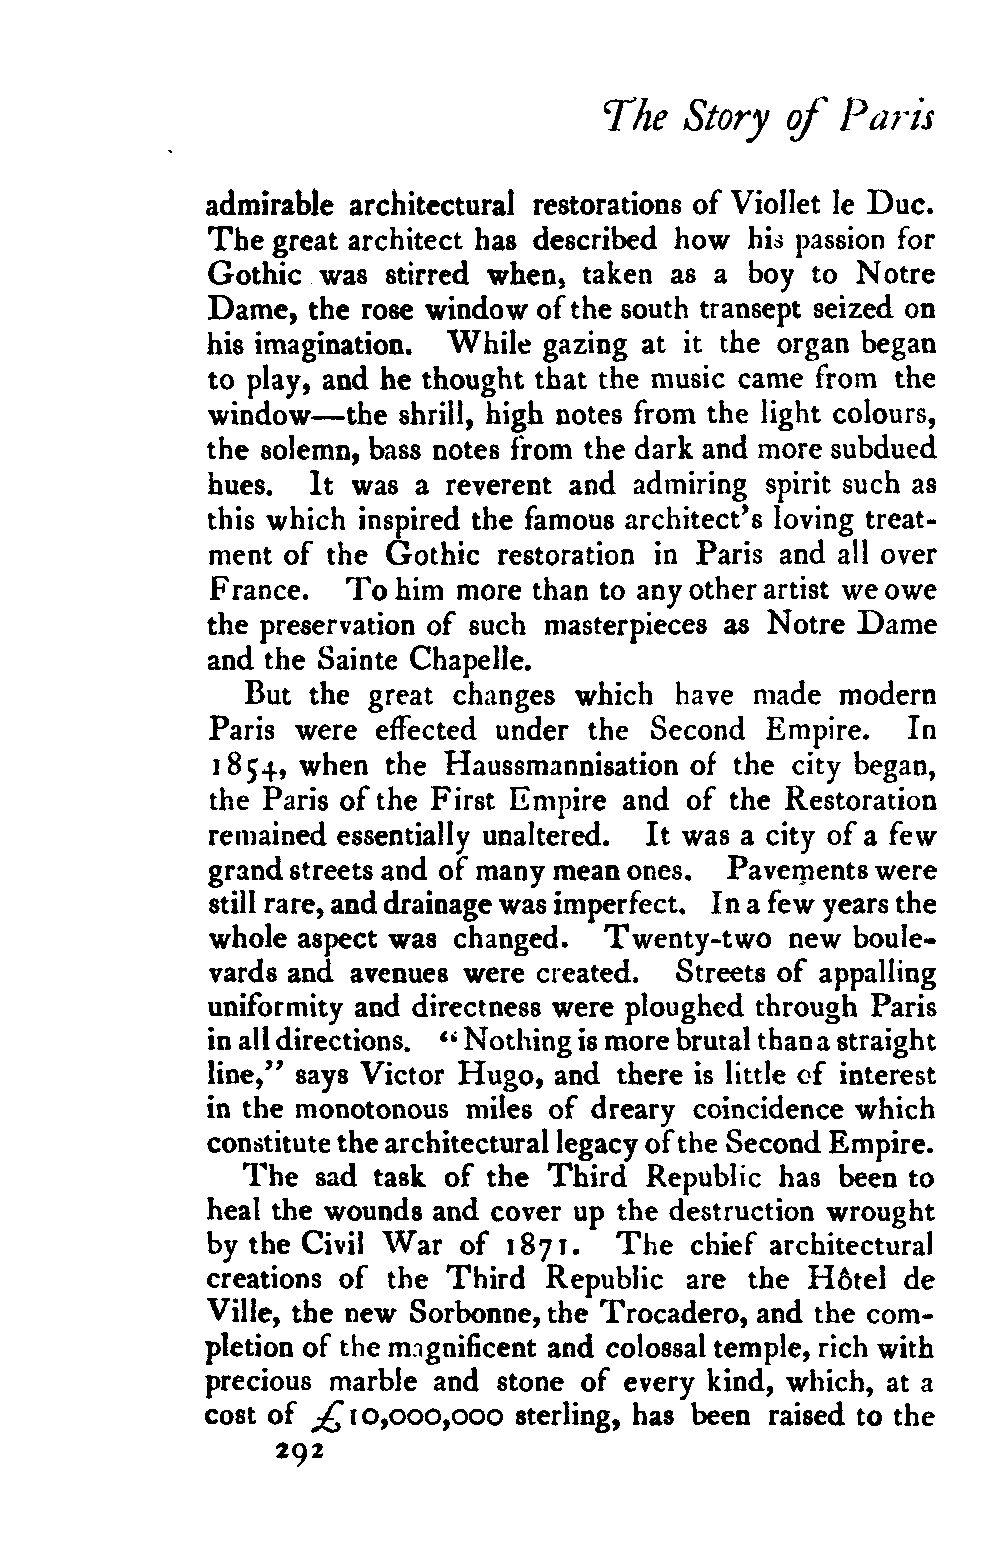 The Story of Paris
admirable architectural restorations of Viollet le Duc.
The great architect has described how his passion for
Gothic was stirred when, taken as a boy to Notre
Dame, the rose window of the south transept seized on
his imagination. While gazing at it the organ began
to play, and he thought that the music came from the
window—the shrill, high notes from the light colours,
the solemn, bass notes from the dark and more subdued
hues. It was a reverent and admiring spirit such as
this which inspired the famous architect's loving treat-
ment of the Gothic restoration in Paris and all over
France. To him more than to any other artist we owe
the preservation of such masterpieces as Notre Dame
and the Sainte Chapelle.
But the great changes which have made modern
Paris were effected under the Second Empire. In
1854, when the Haussmannisation of the city began,
the Paris of the First Empire and of the Restoration
remained essentially unaltered. It was a city of a few
grand streets and of many mean ones. Pavements were
still rare, and drainage was imperfect. In a few years the
whole aspect was changed. Twenty-two new boule-
vards and avenues were created. Streets of appalling
uniformity and directness were ploughed through Paris
in all directions. "Nothing is more brutal than a straight
line," says Victor Hugo, and there is little of interest
in the monotonous miles of dreary coincidence which
constitute the architectural legacy of the Second Empire.
The sad task of the Third Republic has been to
heal the wounds and cover up the destruction wrought
by the Civil War of 1871. The chief architectural
creations of the Third Republic are the Hôtel de
Ville, the new Sorbonne, the Trocadero, and the com-
pletion of the magnificent and colossal temple, rich with
precious marble and stone of every kind, which, at a
cost of £10,000,000 sterling, has been raised to the
292